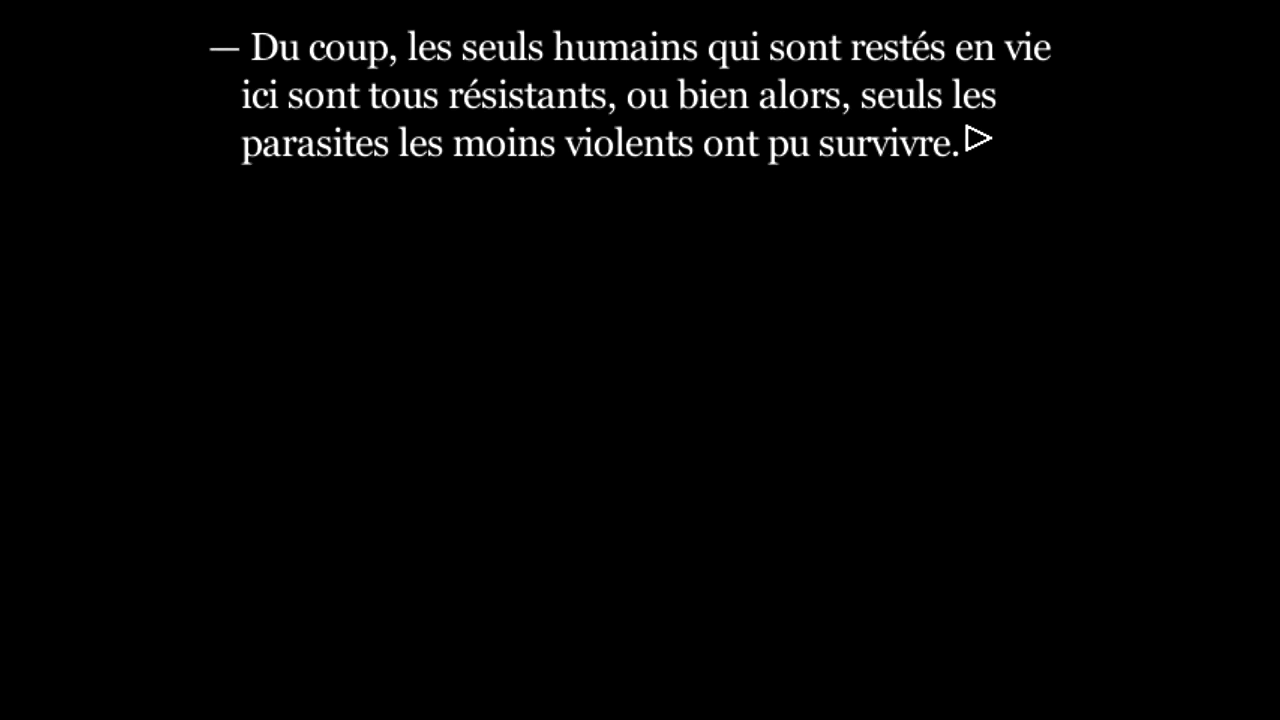 — Du coup, les seuls humains qui sont restés en vie
ici sont tous résistants, ou bien alors, seuls les
parasites les moins violents ont pu survivre.